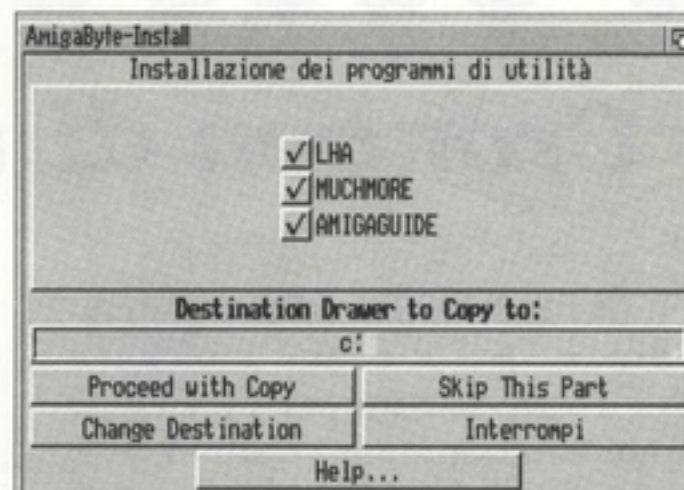 AmigaByte-Install
Installazione dei programmi di utilità
LHA
MUCHMORE
AMIGAGUIDE
Destination Drawer to Copy to:
c:
Proceed with Copy
Skip This Part
Change Destination
Interrompi
Help...